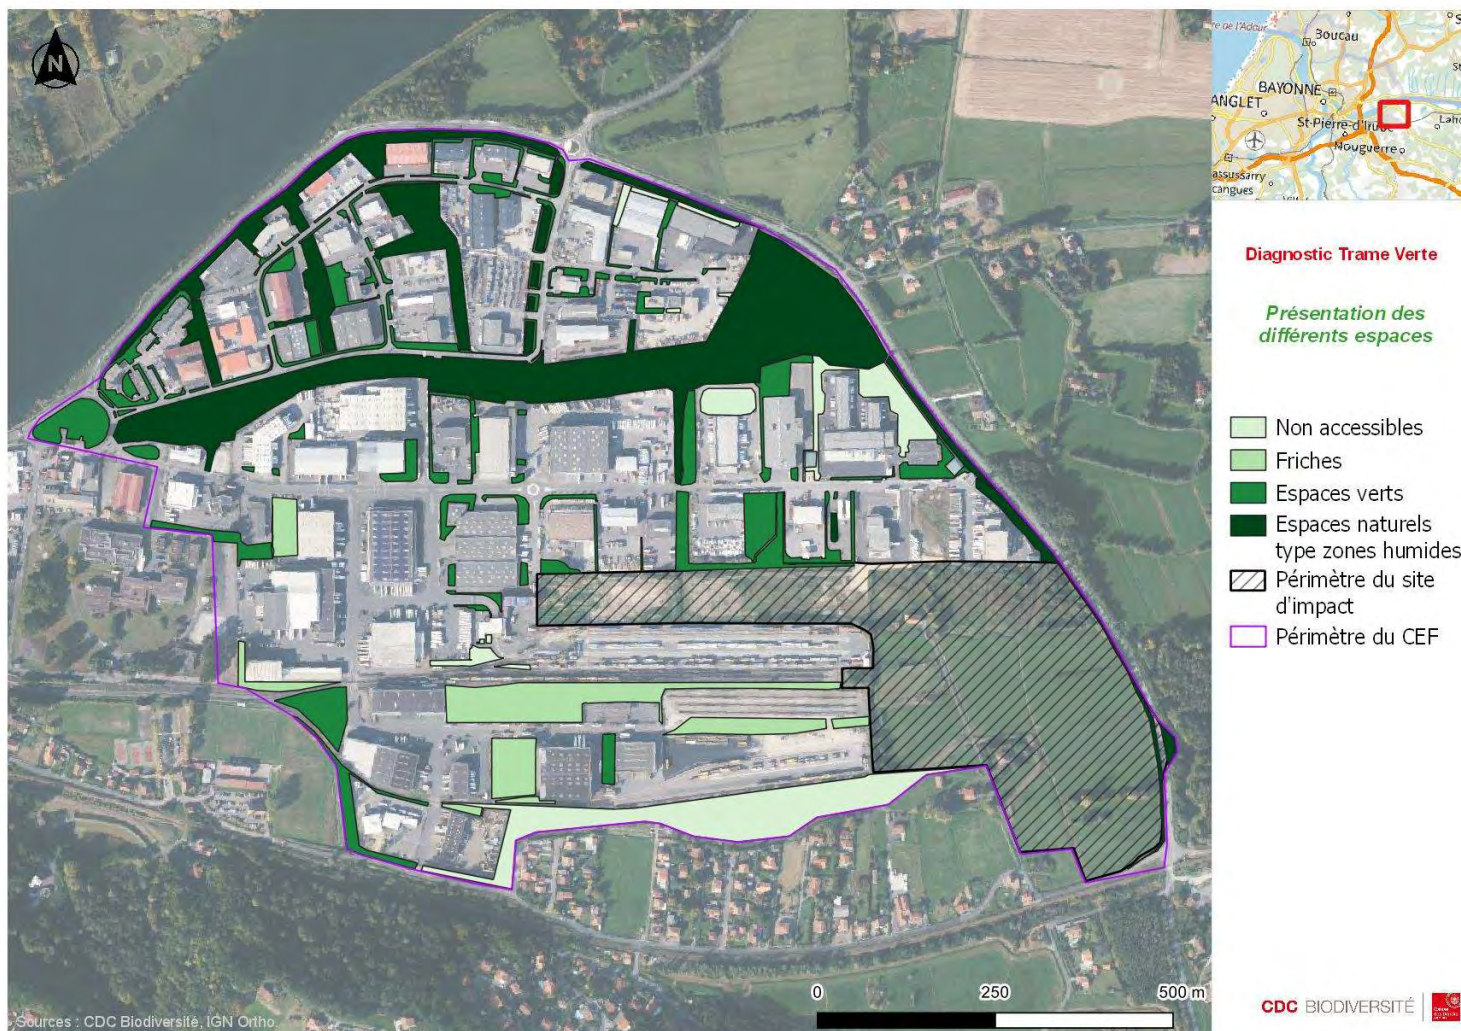 N
Boucau
BAYONNE
ANGLET
St-Pierre-d'Irube
Mouguerre
Diagnostic Trame Verte
Présentation des
différents espaces
Non accessibles
Friches
Espaces verts
Espaces naturels
type zones humides
Périmètre du site
d'impact
Périmètre du CEF
0 250 500 m
Sources : CDC Biodiversité, IGN Ortho
CDC BIODIVERSITÉ